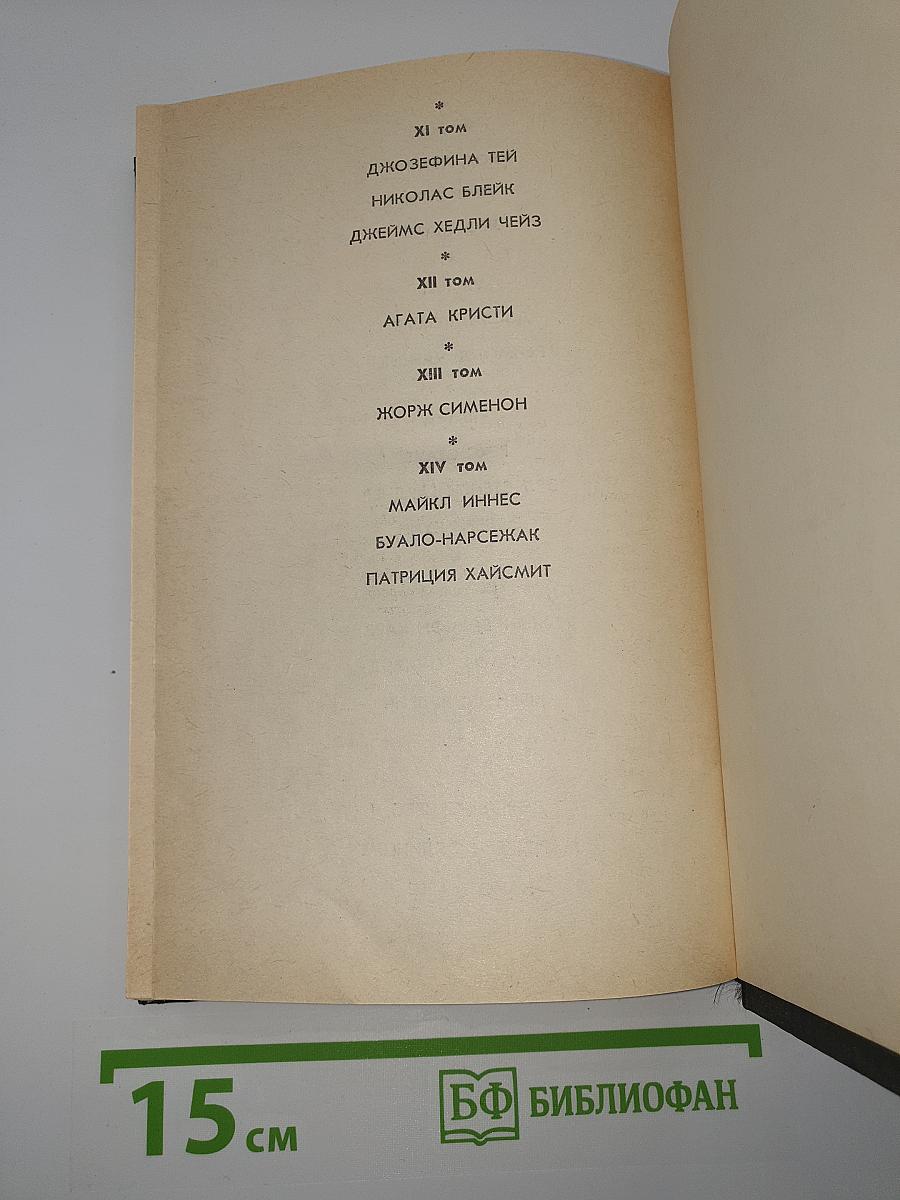 *
XI том
ДЖОЗЕФИНА ТЕЙ
НИКОЛАС БЛЕЙК
ДЖЕЙМС ХЕДЛИ ЧЕЙЗ
*
XII том
АГАТА КРИСТИ
*
XIII том
ЖОРЖ СИМЕНОН
*
XIV том
МАЙКЛ ИННЕС
БУАЛО-НАРСЕЖАК
ПАТРИЦИЯ ХАЙСМИТ
15 см
БФ БИБЛИОФАН